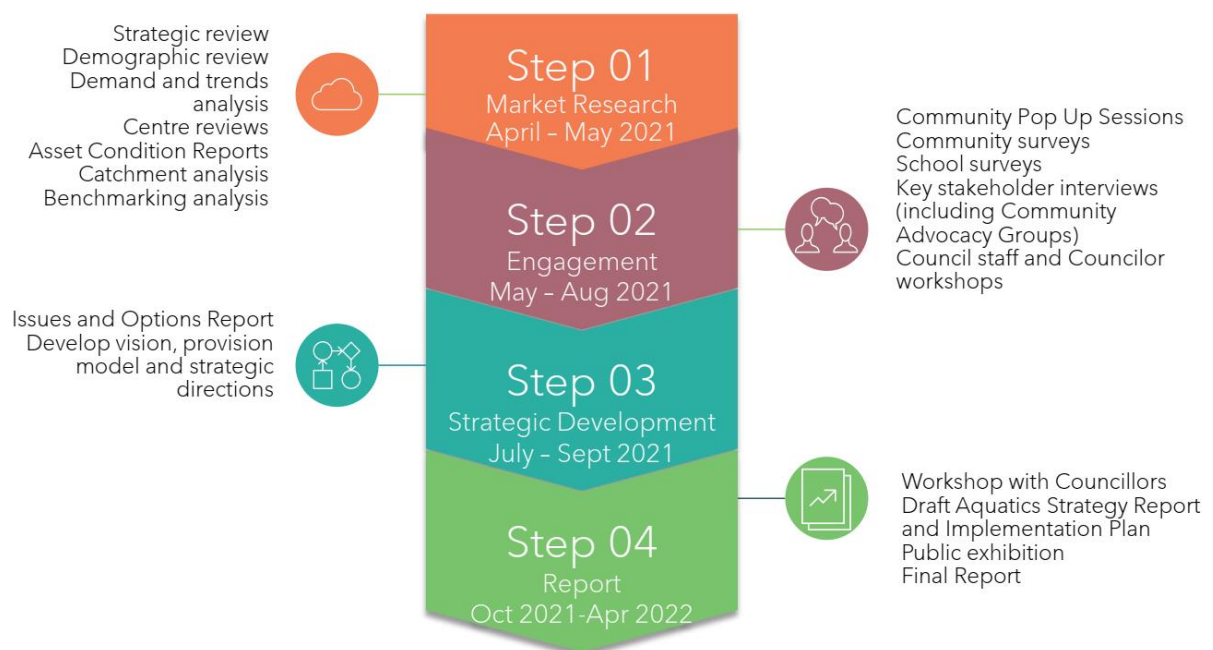 Strategic review
Demographic review
Demand and trends
analysis
Centre reviews
Asset Condition Reports
Catchment analysis
Benchmarking analysis
Step 01
Market Research
April – May 2021
Step 02
Engagement
May – Aug 2021
Community Pop Up Sessions
Community surveys
School surveys
Key stakeholder interviews
(including Community
Advocacy Groups)
Council staff and Councilor
workshops
Issues and Options Report
Develop vision, provision
model and strategic
directions
Step 03
Strategic Development
July – Sept 2021
Step 04
Report
Oct 2021-Apr 2022
Workshop with Councillors
Draft Aquatics Strategy Report
and Implementation Plan
Public exhibition
Final Report